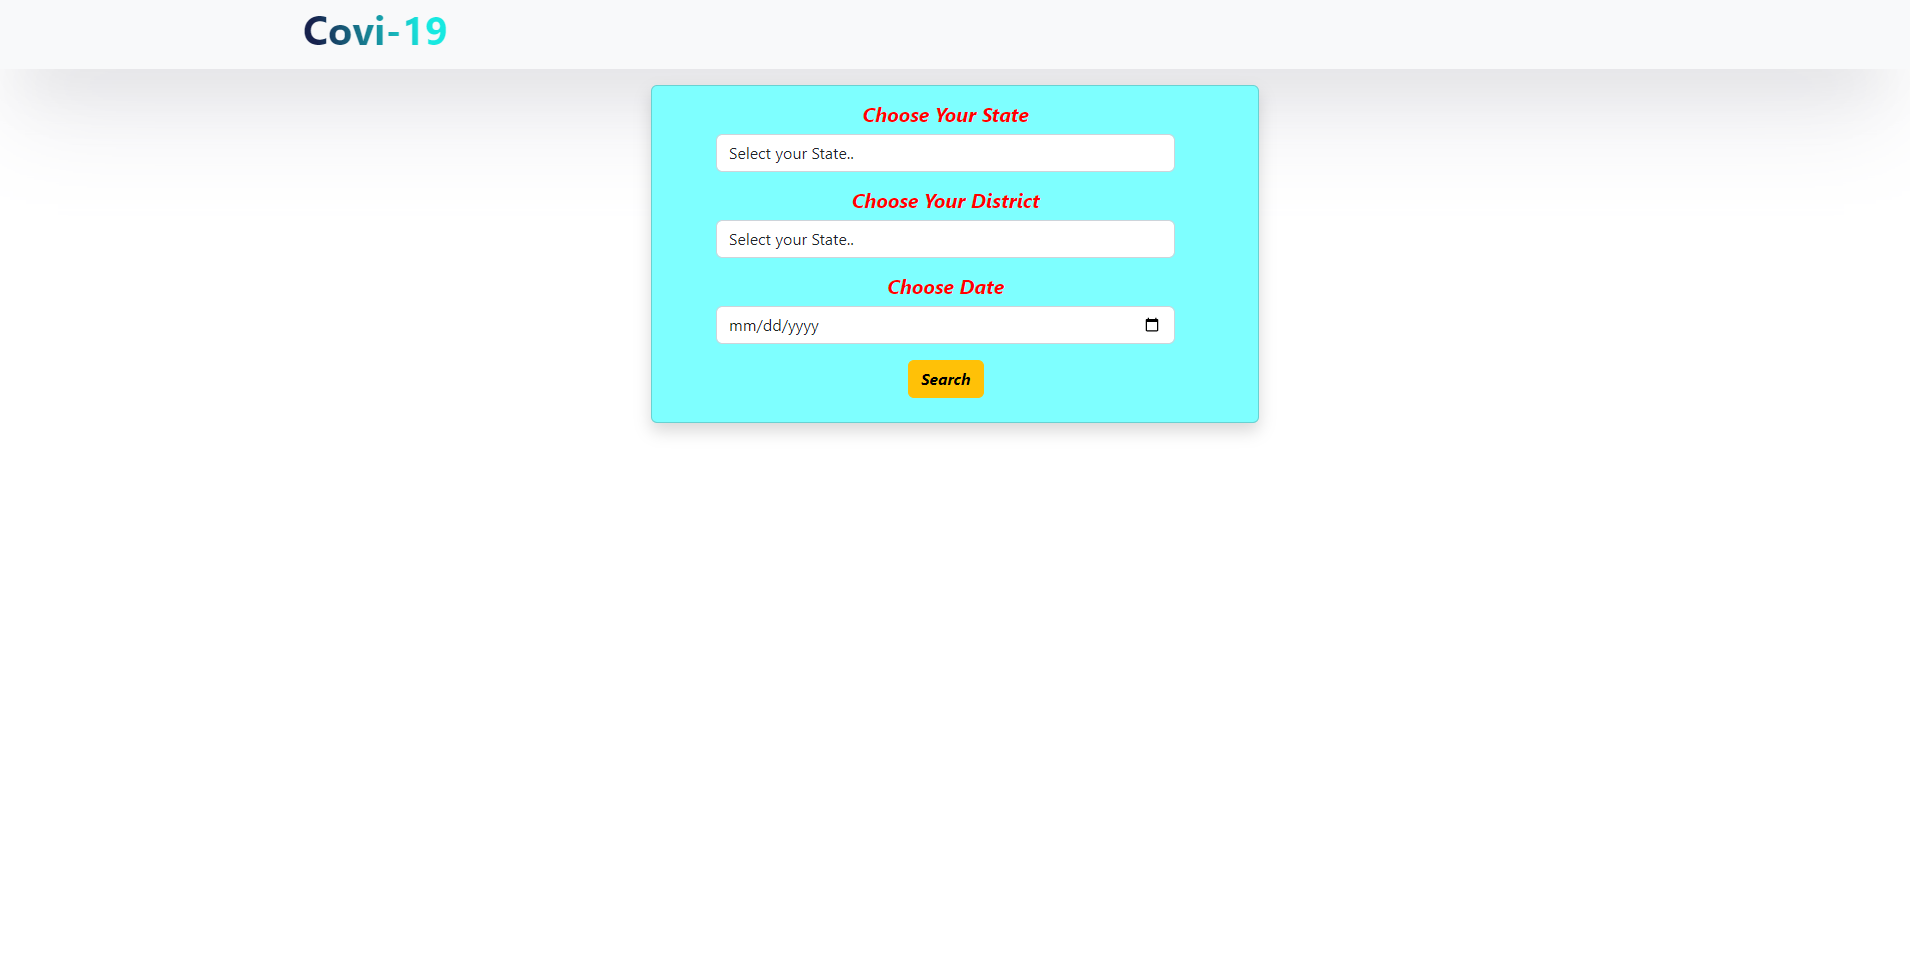 Covi-19
Choose Your State
Select your State..
Choose Your District
Select your State..
Choose Date
mm/dd/yyyy
Search